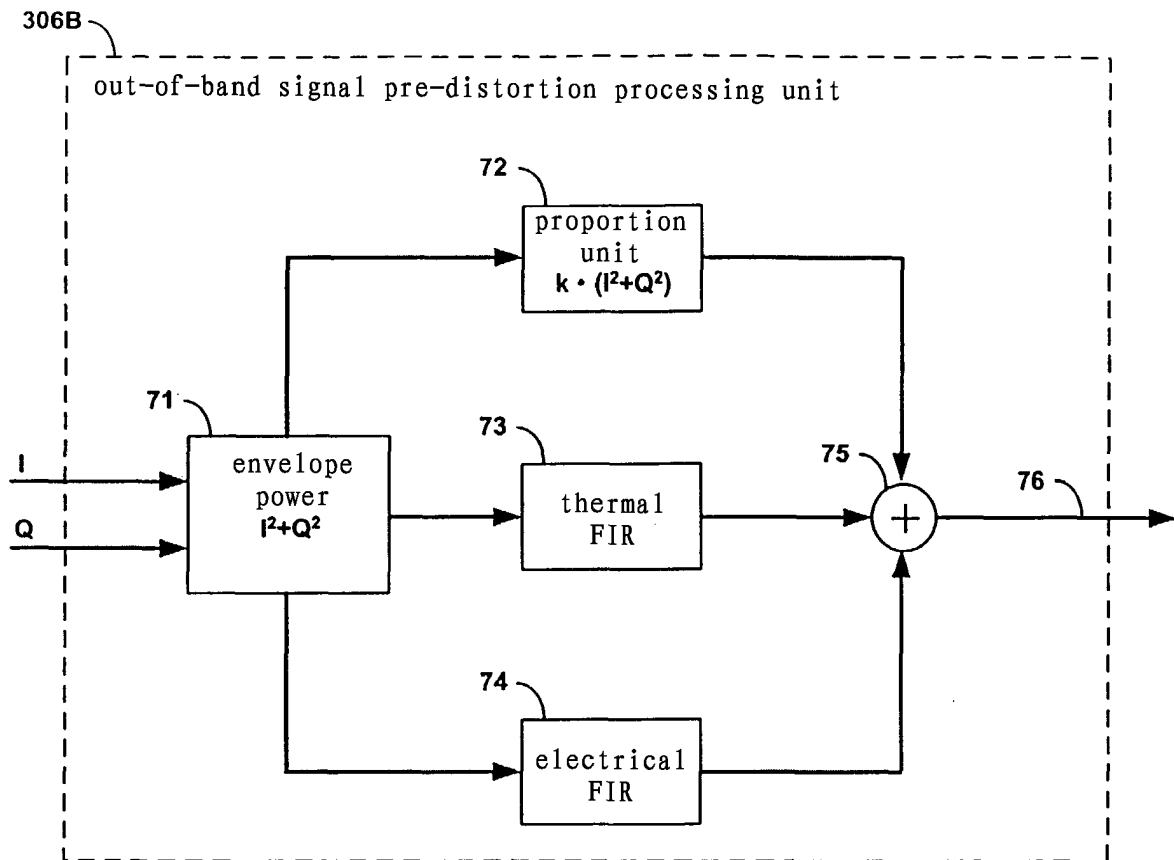 306B
out-of-band signal pre-distortion processing unit
72
proportion
unit
k • (I²+Q²)
71
I
Q
envelope
power
I²+Q²
73
thermal
FIR
75
+
76
74
electrical
FIR